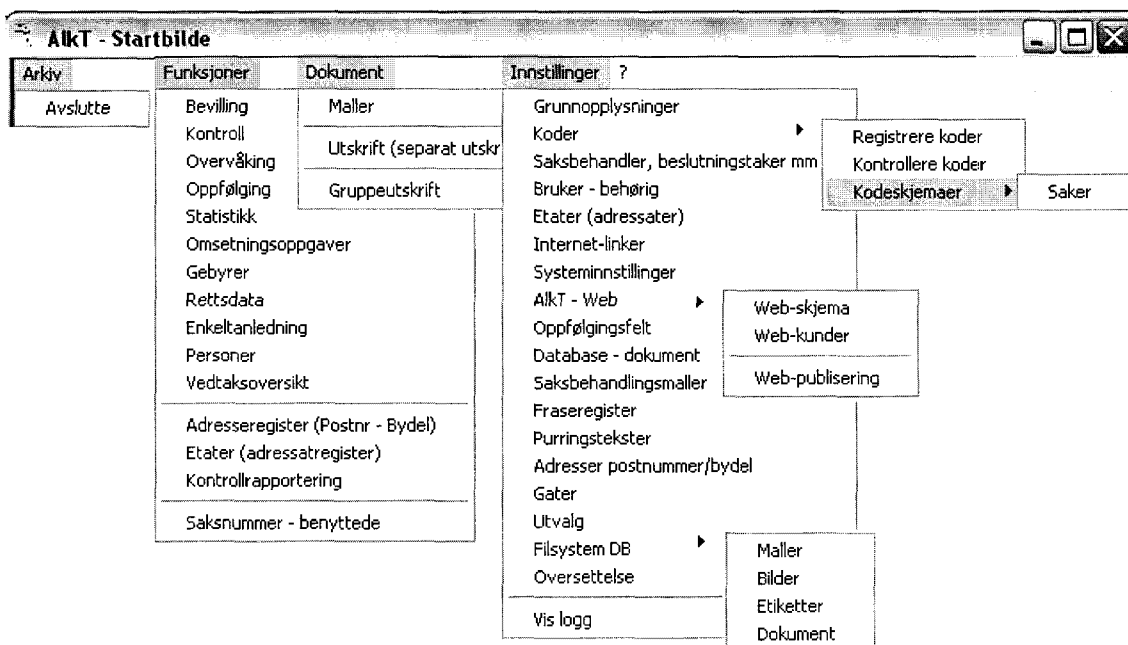 AlkT - Startbilde
Arkiv
Funksjoner
Dokument
Innstillinger
?
Avslutte
Bevilling
Kontroll
Overvåking
Oppfølging
Statistikk
Omsetningsoppgaver
Gebyrer
Rettsdata
Enkeltanledning
Personer
Vedtaksoversikt
Adresseregister (Postnr - Bydel)
Etater (adressatregister)
Kontrollrapportering
Saksnummer - benyttede
Maller
Utskrift (separat utskr
Gruppeutskrift
Grunnopplysninger
Koder
Saksbehandler, beslutningstaker mm
Bruker - behørig
Etater (adressater)
Internet-linker
Systeminnstillinger
AlkT - Web
Oppfølgingsfelt
Database - dokument
Saksbehandlingsmaller
Fraseregister
Purringstekster
Adresser postnummer/bydel
Gater
Utvalg
Filsystem DB
Oversettelse
Vis logg
Registrere koder
Kontrollere koder
Kodeskjemaer
Saker
Web-skjema
Web-kunder
Web-publisering
Maller
Bilder
Etiketter
Dokument